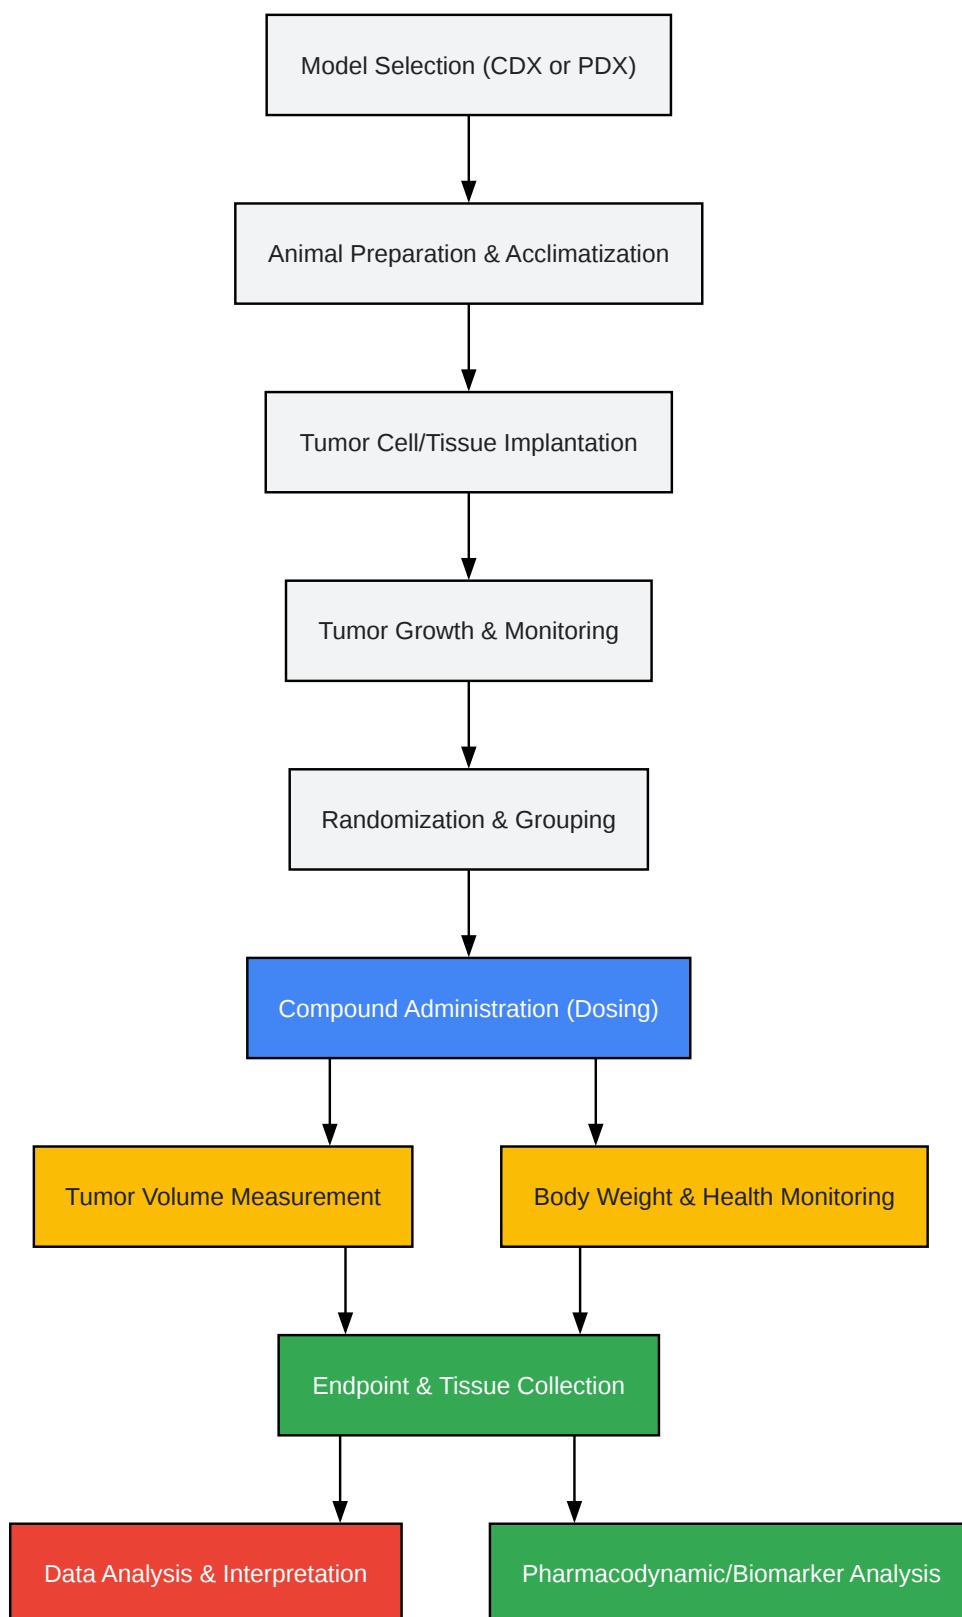 Model Selection (CDX or PDX)
Animal Preparation & Acclimatization
Tumor Cell/Tissue Implantation
Tumor Growth & Monitoring
Randomization & Grouping
Compound Administration (Dosing)
Tumor Volume Measurement
Body Weight & Health Monitoring
Endpoint & Tissue Collection
Data Analysis & Interpretation
Pharmacodynamic/Biomarker Analysis